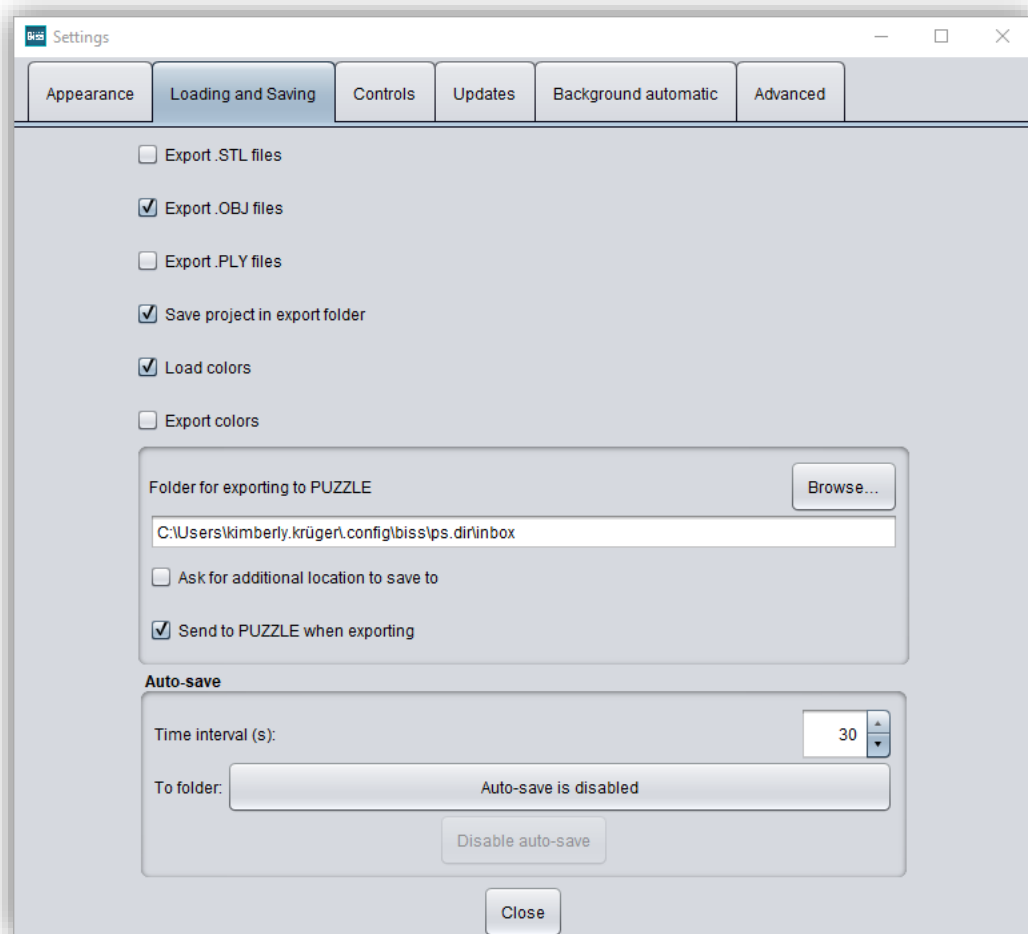 Biss Settings
Appearance Loading and Saving Controls Updates Background automatic Advanced
Export .STL files
Export .OBJ files
Export .PLY files
Save project in export folder
Load colors
Export colors
Folder for exporting to PUZZLE Browse...
C:\Users\kimberly.krüger\.config\biss\ps.dir\inbox
Ask for additional location to save to
Send to PUZZLE when exporting
Auto-save
Time interval (s): 30
To folder: Auto-save is disabled
Disable auto-save
Close